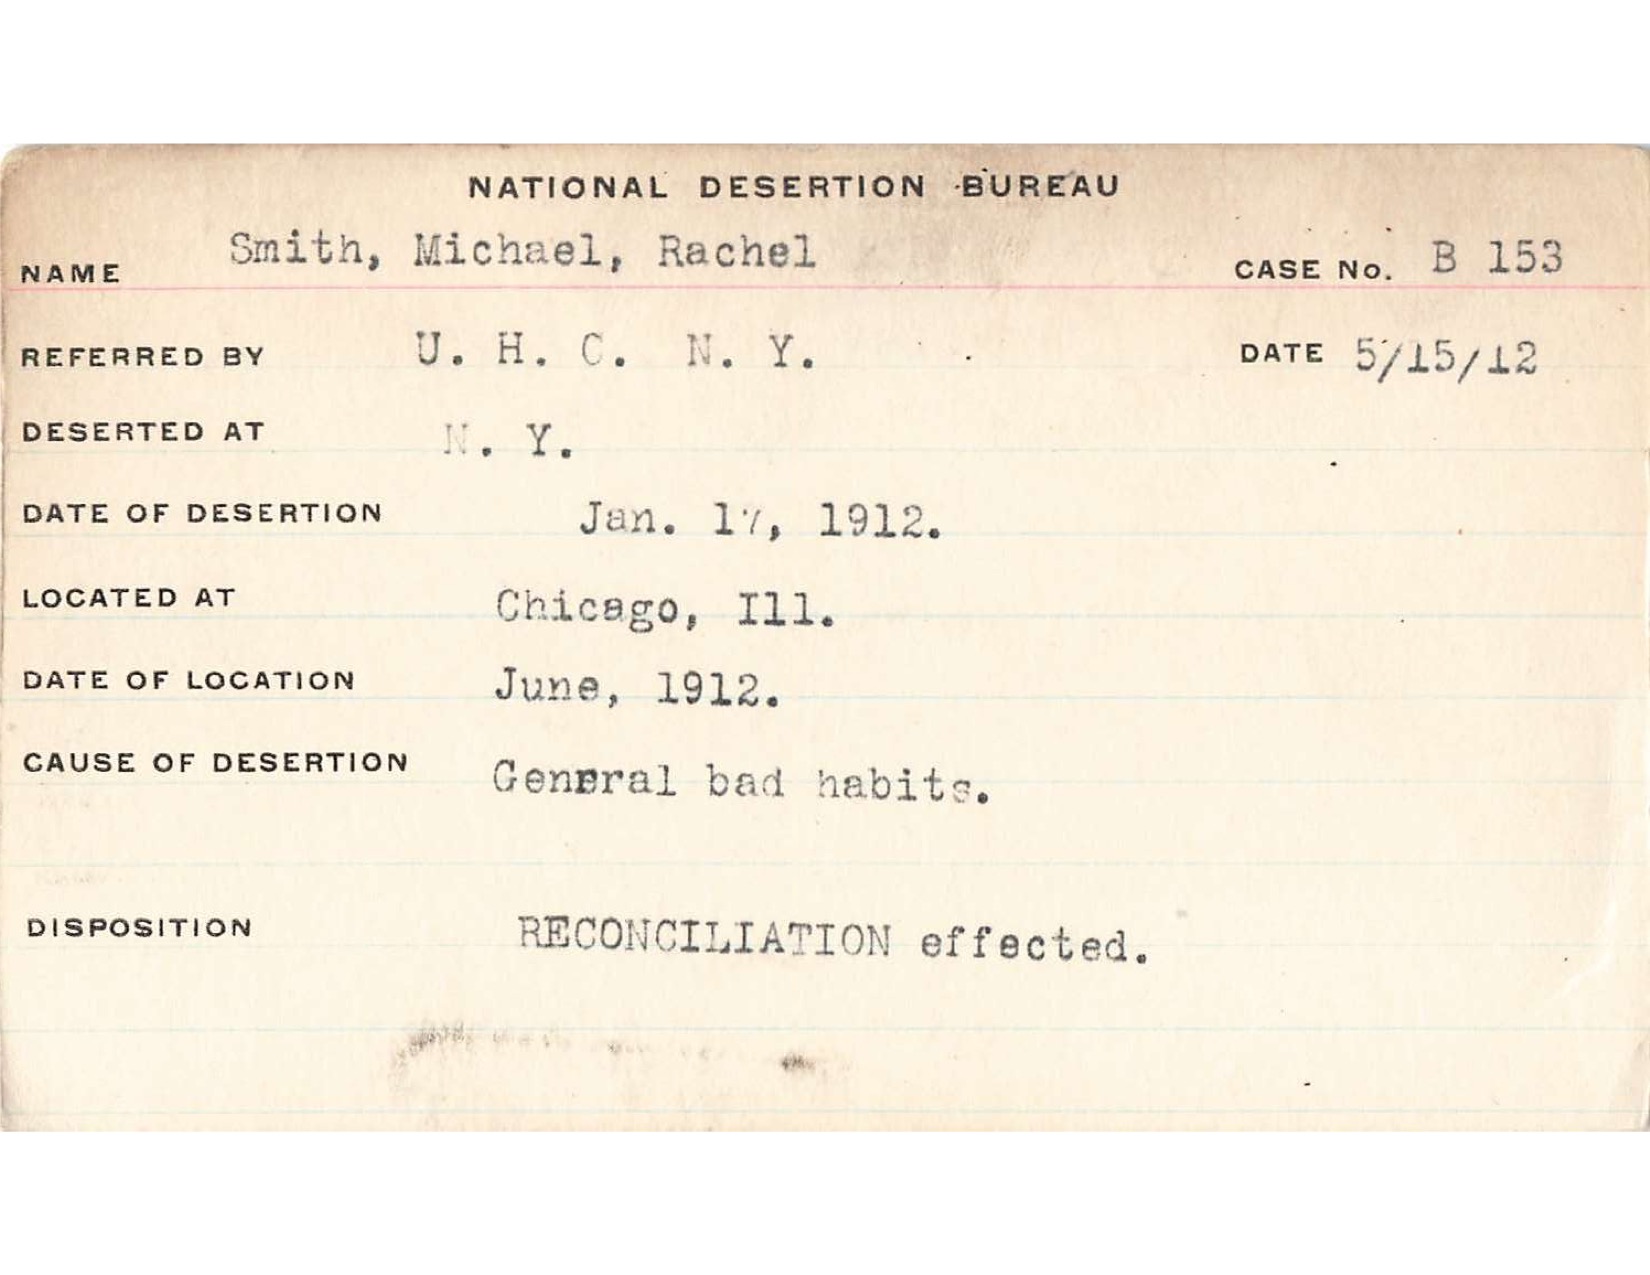 NATIONAL DESERTION BUREAU
NAME Smith, Michael, Rachel CASE No. B 153
REFERRED BY U. H. C. N. Y. DATE 5/15/12
DESERTED AT N. Y.
DATE OF DESERTION Jan. 17, 1912.
LOCATED AT Chicago, Ill.
DATE OF LOCATION June, 1912.
CAUSE OF DESERTION General bad habits.
DISPOSITION RECONCILIATION effected.